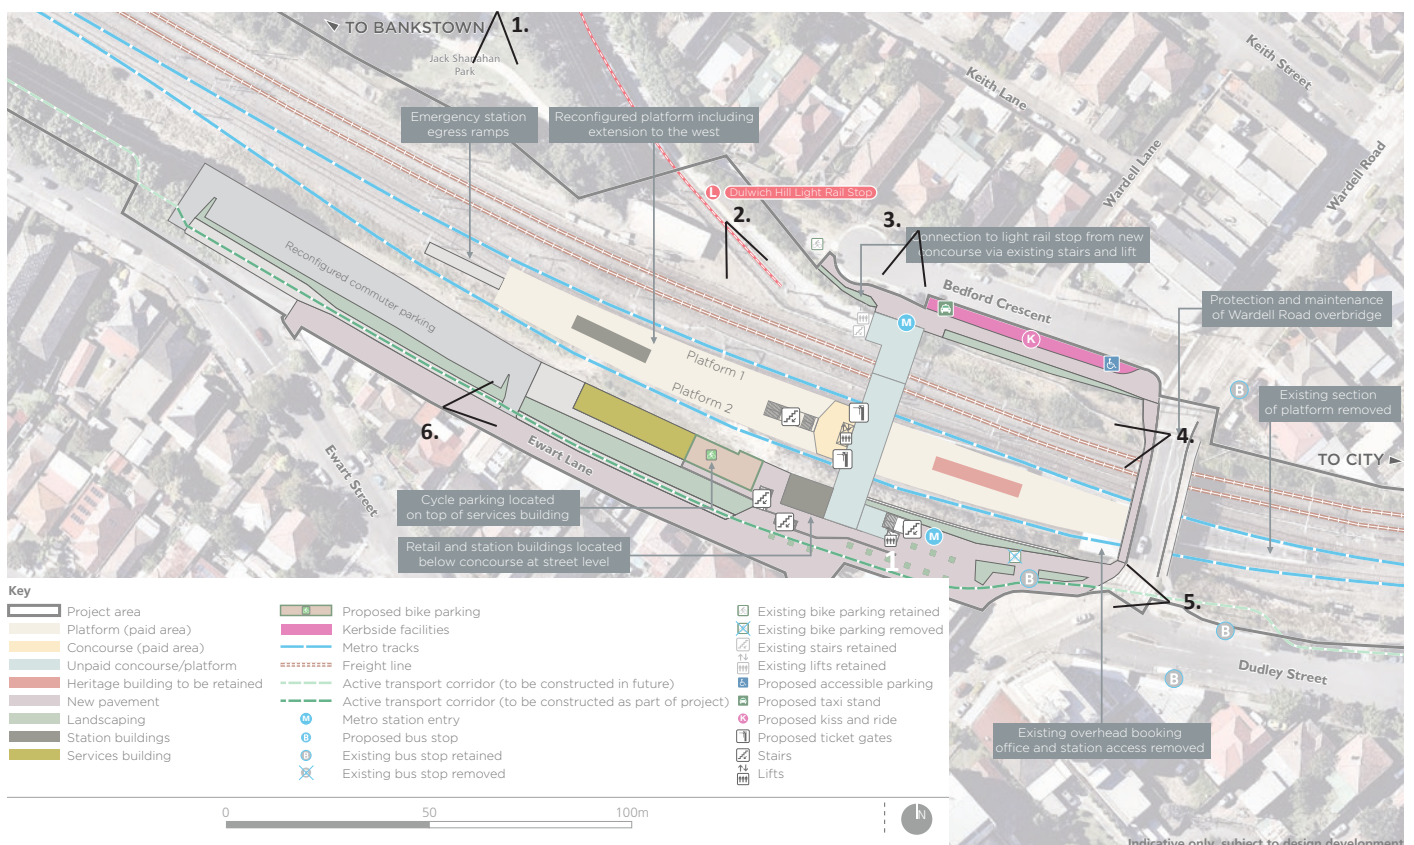 TO BANKSTOWN
1.
Jack Shanahan
Park
Keith Street
Keith Lane
Emergency station
egress ramps
Reconfigured platform including
extension to the west
Wardell Lane
Wardell Road
L
Dulwich Hill Light Rail Stop
2.
3.
Connection to light rail stop from new
concourse via existing stairs and lift
Reconfigured commuter parking
Bedford Crescent
Protection and maintenance
of Wardell Road overbridge
M
K
Platform 1
Platform 2
B
Existing section
of platform removed
6.
4.
TO CITY
Ewart Lane
Ewart Street
Cycle parking located
on top of services building
Retail and station buildings located
below concourse at street level
M
1
B
5.
B
B
Dudley Street
Existing overhead booking
office and station access removed
Key
Project area
Platform (paid area)
Concourse (paid area)
Unpaid concourse/platform
Heritage building to be retained
New pavement
Landscaping
Station buildings
Services building
Proposed bike parking
Kerbside facilities
Metro tracks
Freight line
Active transport corridor (to be constructed in future)
Active transport corridor (to be constructed as part of project)
M Metro station entry
B Proposed bus stop
B Existing bus stop retained
B Existing bus stop removed
Existing bike parking retained
Existing bike parking removed
Existing stairs retained
Existing lifts retained
Proposed accessible parking
Proposed taxi stand
K Proposed kiss and ride
Proposed ticket gates
Stairs
Lifts
0 50 100m
N
Indicative only, subject to design development